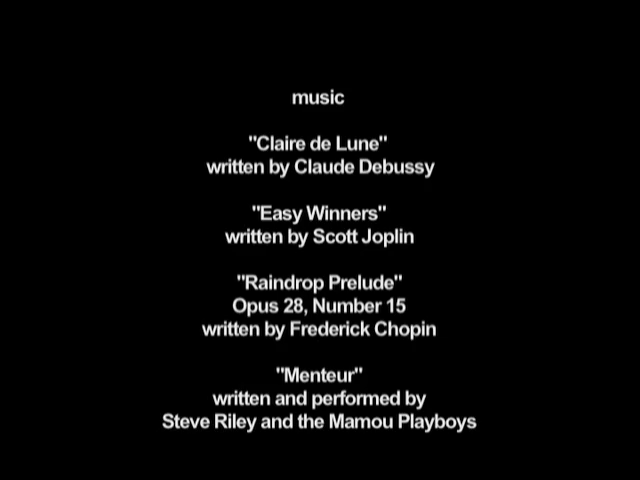 music
"Claire de Lune"
written by Claude Debussy
"Easy Winners"
written by Scott Joplin
"Raindrop Prelude"
Opus 28, Number 15
written by Frederick Chopin
"Menteur"
written and performed by
Steve Riley and the Mamou Playboys